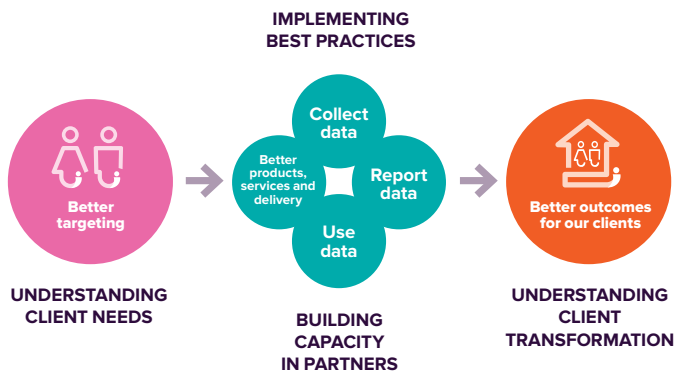 IMPLEMENTING
BEST PRACTICES
Better
targeting
UNDERSTANDING
CLIENT NEEDS
Collect
data
Better
products,
services and
delivery
Report
data
Use
data
BUILDING
CAPACITY
IN PARTNERS
Better outcomes
for our clients
UNDERSTANDING
CLIENT
TRANSFORMATION